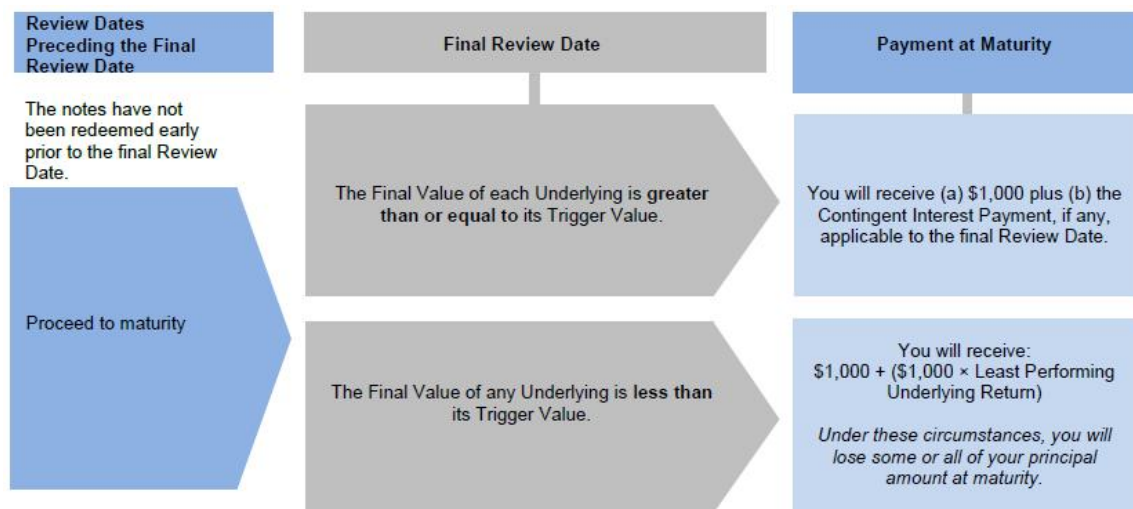 Review Dates
Preceding the Final
Review Date
Final Review Date
Payment at Maturity
The notes have not
been redeemed early
prior to the final Review
Date.
Proceed to maturity
The Final Value of each Underlying is greater
than or equal to its Trigger Value.
You will receive (a) $1,000 plus (b) the
Contingent Interest Payment, if any,
applicable to the final Review Date.
The Final Value of any Underlying is less than
its Trigger Value.
You will receive:
$1,000 + ($1,000 × Least Performing
Underlying Return)
Under these circumstances, you will
lose some or all of your principal
amount at maturity.